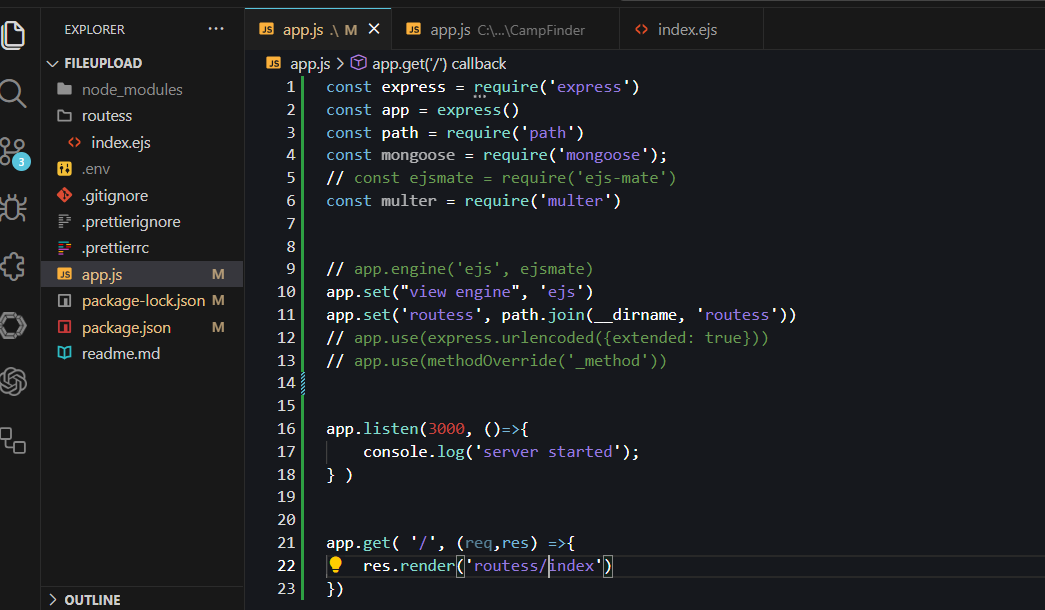 EXPLORER
FILEUPLOAD
node_modules
routess
index.ejs
.env
.gitignore
.prettierignore
.prettierrc
JS app.js M
package-lock.json M
package.json M
readme.md
OUTLINE
3
JS app.js .\ M
JS app.js C:\...\CampFinder
index.ejs
JS app.js > app.get('/') callback
1 const express = require('express')
2 const app = express()
3 const path = require('path')
4 const mongoose = require('mongoose');
5 // const ejsmate = require('ejs-mate')
6 const multer = require('multer')
7
8
9 // app.engine('ejs', ejsmate)
10 app.set("view engine", 'ejs')
11 app.set('routess', path.join(__dirname, 'routess'))
12 // app.use(express.urlencoded({extended: true}))
13 // app.use(methodOverride('_method'))
14
15
16 app.listen(3000, ()=>{
17 console.log('server started');
18 } )
19
20
21 app.get( '/', (req,res) =>{
22 res.render('routess/index')
23 })